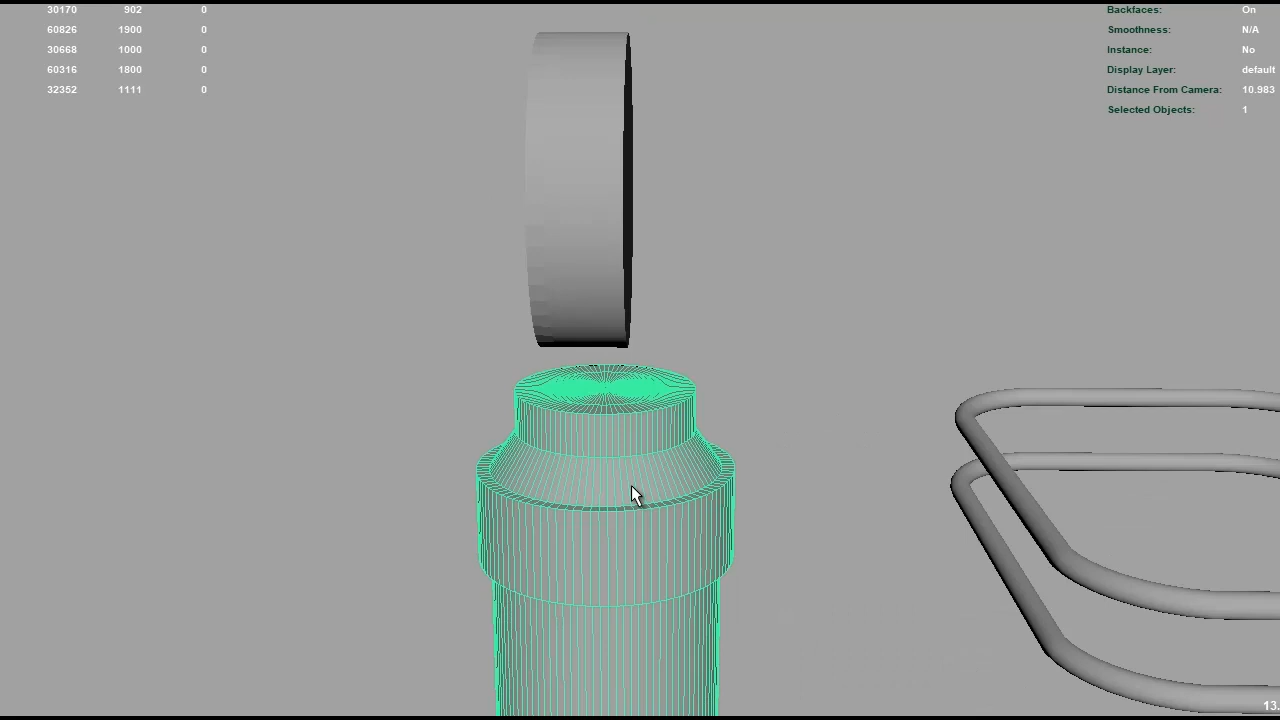 30170 902 0
60826 1900 0
30668 1000 0
60316 1800 0
32352 1111 0
Backfaces: On
Smoothness: N/A
Instance: No
Display Layer: default
Distance From Camera: 10.983
Selected Objects: 1
13.